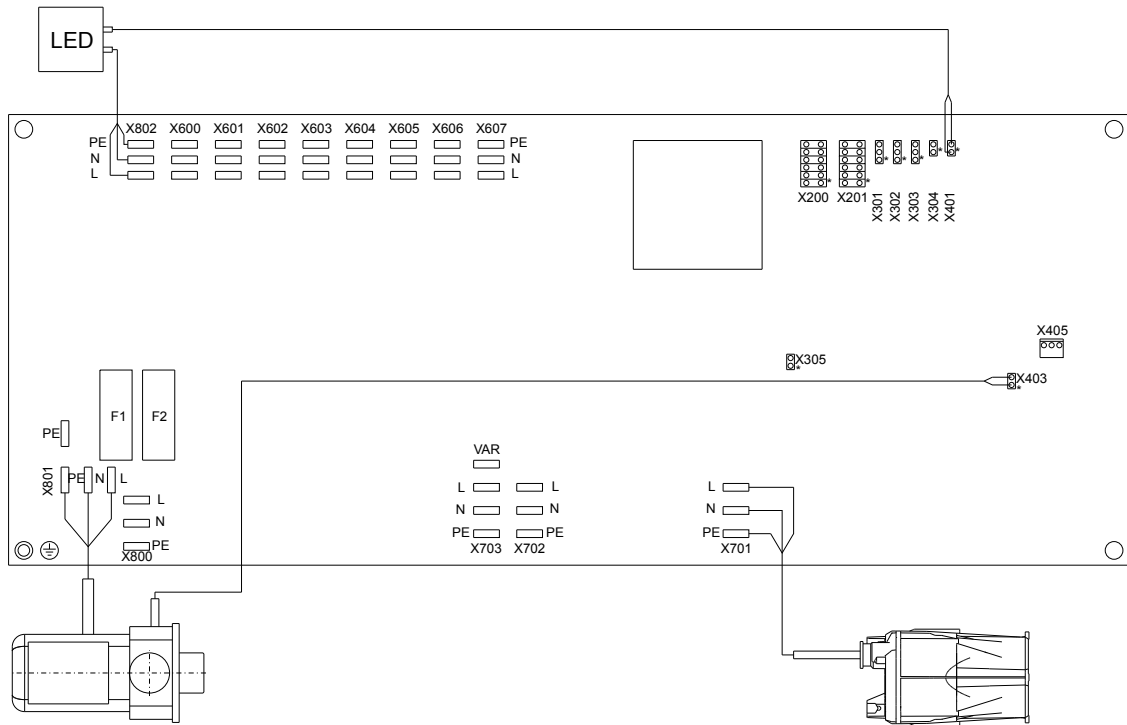 LED
X802 X600 X601 X602 X603 X604 X605 X606 X607
PE PE
N N
L L
* * * * * * *
X200 X201 X301 X302 X303 X304 X401
X405
X305
*
X403
*
F1 F2
PE
VAR
X801 PE N L
L L L L
N N N N
PE PE PE PE
X800 X703 X702 X701